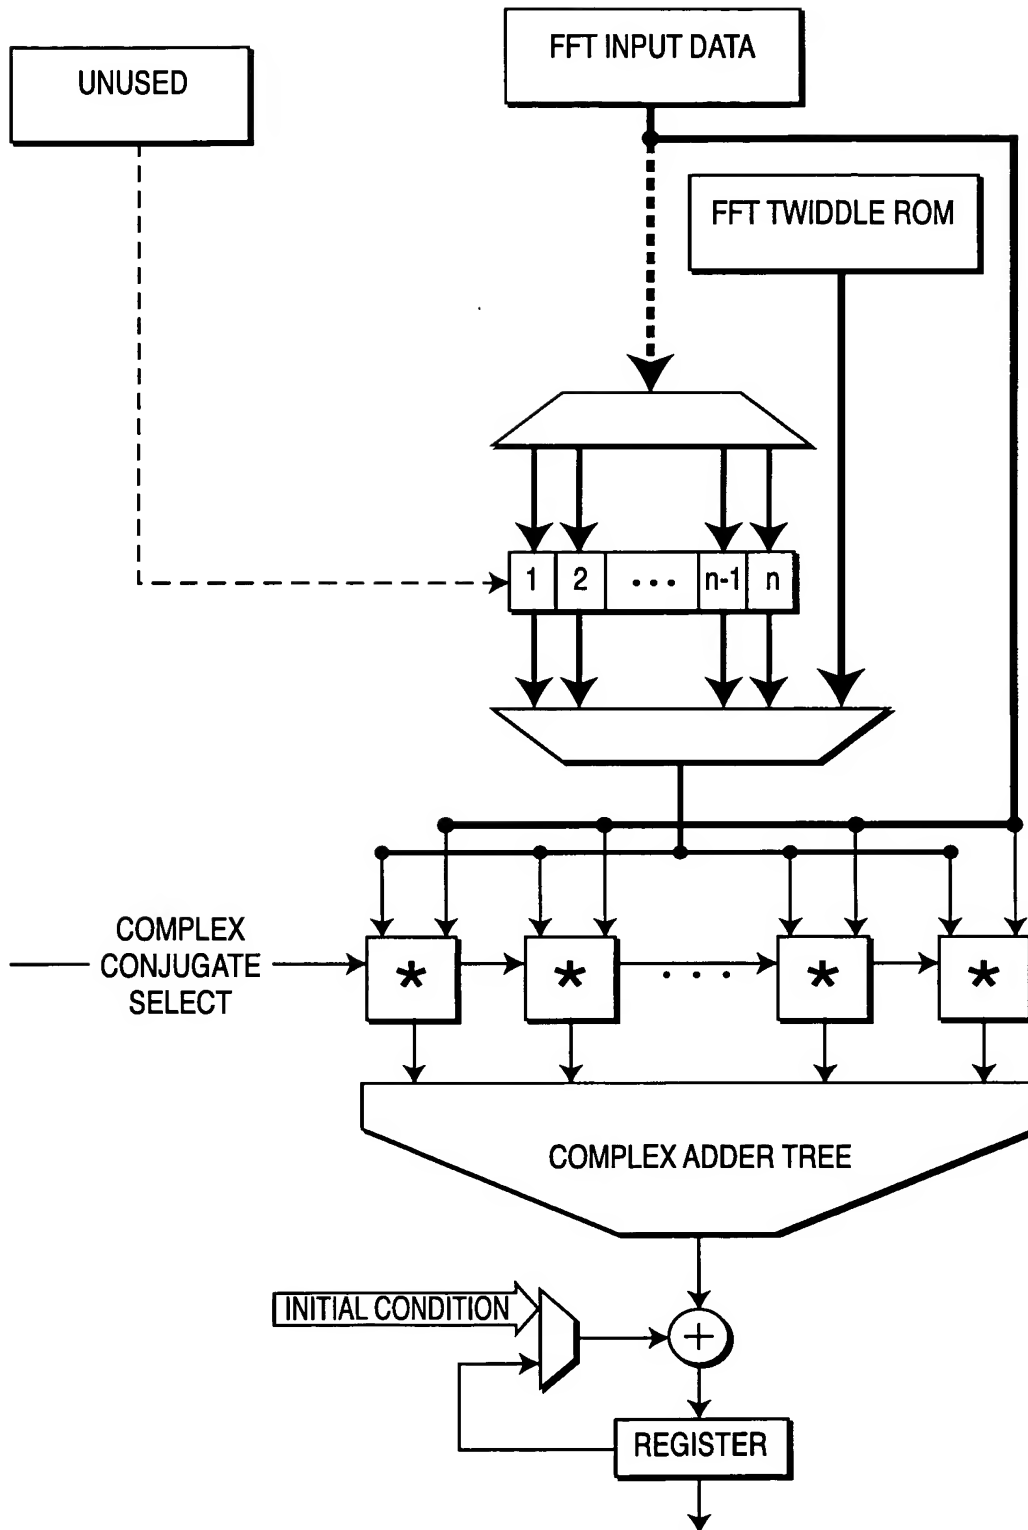 FFT INPUT DATA
UNUSED
FFT TWIDDLE ROM
1 2 ••• n-1 n
COMPLEX
CONJUGATE
SELECT
* * • • • * *
COMPLEX ADDER TREE
INITIAL CONDITION
+
REGISTER